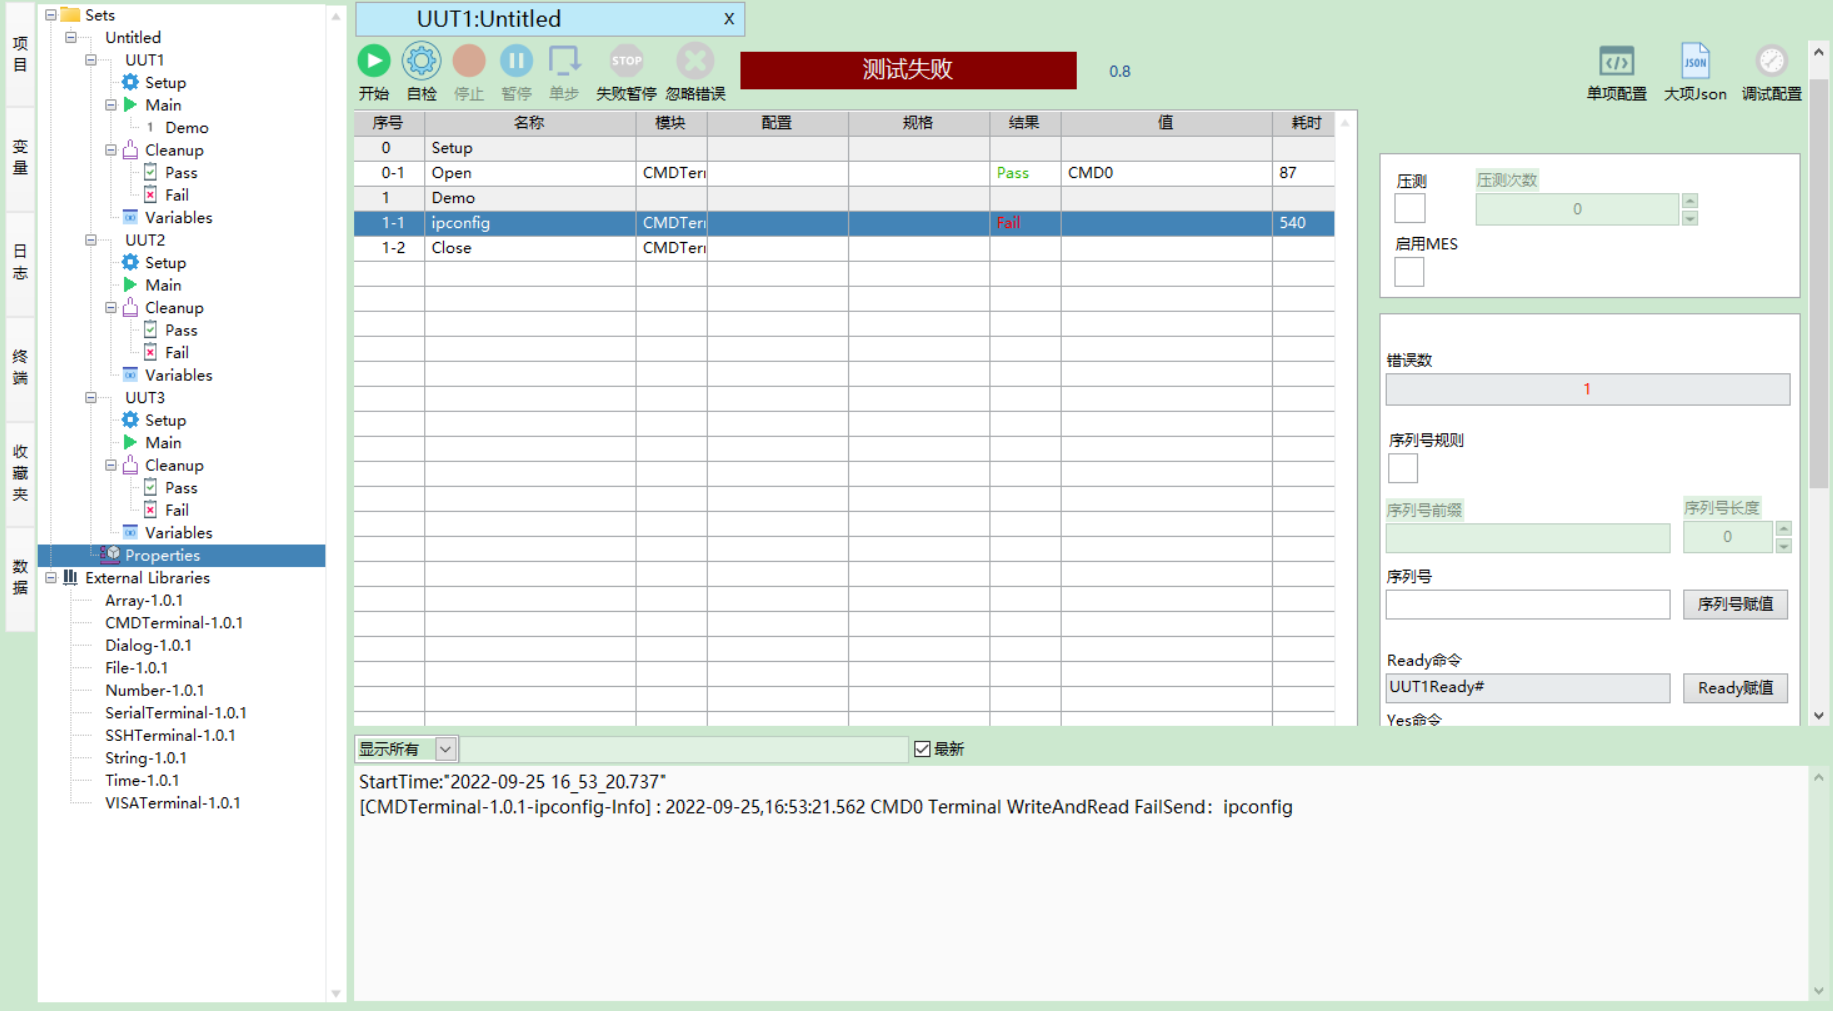 项目
变量
日志
终端
收藏夹
数据
Sets
Untitled
UUT1
Setup
Main
1 Demo
Cleanup
Pass
Fail
Variables
UUT2
Setup
Main
Cleanup
Pass
Fail
Variables
UUT3
Setup
Main
Cleanup
Pass
Fail
Variables
Properties
External Libraries
Array-1.0.1
CMDTerminal-1.0.1
Dialog-1.0.1
File-1.0.1
Number-1.0.1
SerialTerminal-1.0.1
SSHTerminal-1.0.1
String-1.0.1
Time-1.0.1
VISATerminal-1.0.1
UUT1:Untitled X
STOP
开始 自检 停止 暂停 单步 失败暂停 忽略错误
测试失败
0.8
JSON
单项配置 大项Json 调试配置
序号 名称 模块 配置 规格 结果 值 耗时
0 Setup
0-1 Open CMDTer Pass CMD0 87
1 Demo
1-1 ipconfig CMDTer Fail 540
1-2 Close CMDTer
压测 压测次数
0
启用MES
错误数
1
序列号规则
序列号前缀 序列号长度
0
序列号
序列号赋值
Ready命令
UUT1Ready# Ready赋值
Yes命令
显示所有 最新
StartTime:"2022-09-25 16_53_20.737"
[CMDTerminal-1.0.1-ipconfig-Info] : 2022-09-25,16:53:21.562 CMD0 Terminal WriteAndRead FailSend：ipconfig